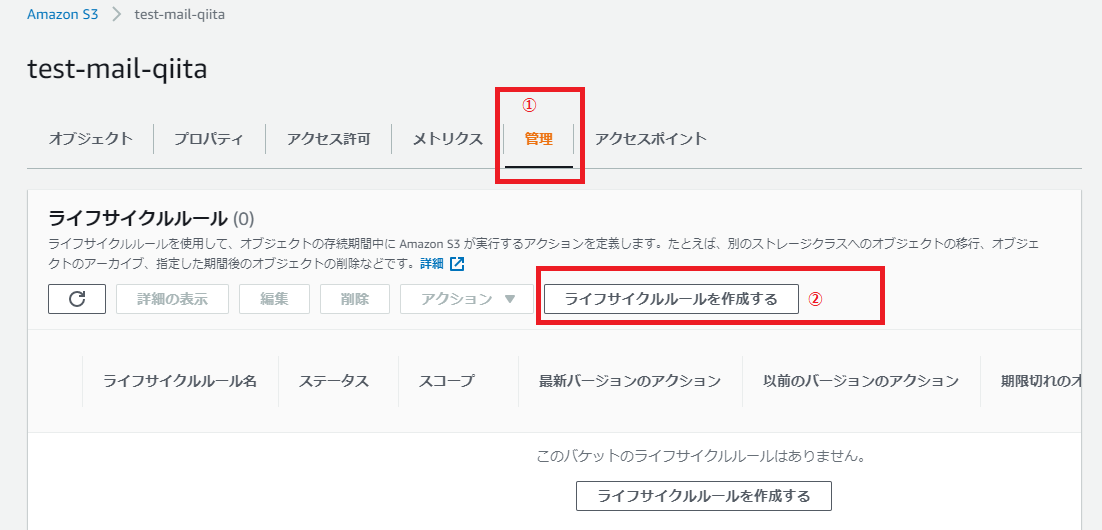 Amazon S3 > test-mail-qiita
test-mail-qiita
①
オブジェクト プロパティ アクセス許可 メトリクス 管理 アクセスポイント
ライフサイクルルール (0)
ライフサイクルルールを使用して、オブジェクトの存続期間中に Amazon S3 が実行するアクションを定義します。たとえば、別のストレージクラスへのオブジェクトの移行、オブジェ
クトのアーカイブ、指定した期間後のオブジェクトの削除などです。詳細
詳細の表示 編集 削除 アクション ▼ ライフサイクルルールを作成する ②
ライフサイクルルール名 ステータス スコープ 最新バージョンのアクション 以前のバージョンのアクション 期限切れのオ
このバケットのライフサイクルルールはありません。
ライフサイクルルールを作成する